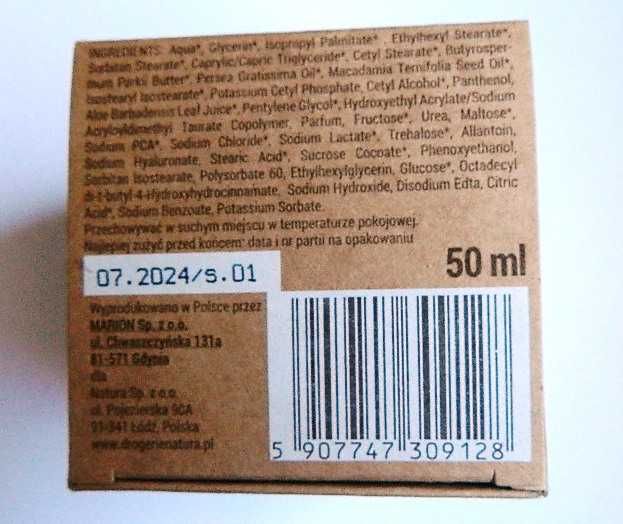 INGREDIENTS: Aqua*, Glycerin*, Isopropyl Palmitate*, Ethylhexyl Stearate*,
Sorbitan Stearate*, Caprylic/Capric Triglyceride*, Cetyl Stearate*, Butyrosper-
mum Parkii Butter*, Persea Gratissima Oil*, Macadamia Ternifolia Seed Oil*,
Isostearyl Isostearate*, Potassium Cetyl Phosphate, Cetyl Alcohol*, Panthenol,
Aloe Barbadensis Leaf Juice*, Pentylene Glycol*, Hydroxyethyl Acrylate/Sodium
Acryloyldimethyl Taurate Copolymer, Parfum, Fructose*, Urea, Maltose*,
Sodium PCA*, Sodium Chloride*, Sodium Lactate*, Trehalose*, Allantoin,
Sodium Hyaluronate, Stearic Acid*, Sucrose Cocoate*, Phenoxyethanol,
Sorbitan Isostearate, Polysorbate 60, Ethylhexylglycerin, Glucose*, Octadecyl
di-t-butyl-4-Hydroxyhydrocinnamate, Sodium Hydroxide, Disodium Edta, Citric
Acid*, Sodium Benzoate, Potassium Sorbate.
Przechowywać w suchym miejscu w temperaturze pokojowej.
Najlepiej zużyć przed końcem: data i nr partii na opakowaniu
07.2024/s.01
50 ml
Wyprodukowano w Polsce przez
MARION Sp. z o.o.
ul. Chwaszczyńska 131a
81-571 Gdynia
dla
Natura Sp. z o.o.
ul. Pojezierska 90A
91-341 Łódź, Polska
www.drogerienatura.pl
5 907747 309128